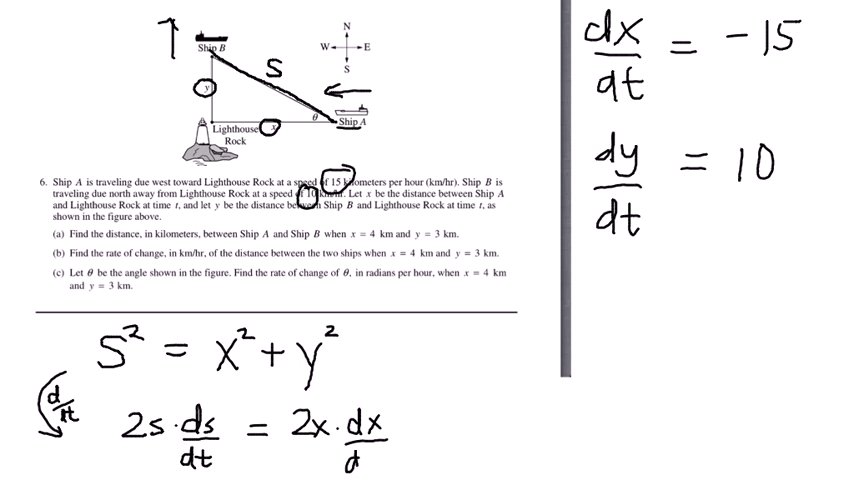 N
Ship B
W E
S
S
y
θ
Ship A
Lighthouse x
Rock
6. Ship A is traveling due west toward Lighthouse Rock at a speed of 15 kilometers per hour (km/hr). Ship B is
traveling due north away from Lighthouse Rock at a speed of 10 km/hr. Let x be the distance between Ship A
and Lighthouse Rock at time t, and let y be the distance between Ship B and Lighthouse Rock at time t, as
shown in the figure above.
(a) Find the distance, in kilometers, between Ship A and Ship B when x = 4 km and y = 3 km.
(b) Find the rate of change, in km/hr, of the distance between the two ships when x = 4 km and y = 3 km.
(c) Let θ be the angle shown in the figure. Find the rate of change of θ, in radians per hour, when x = 4 km
and y = 3 km.
S² = x² + y²
d/dt
2s · ds/dt = 2x · dx/d
dx/dt = -15
dy/dt = 10